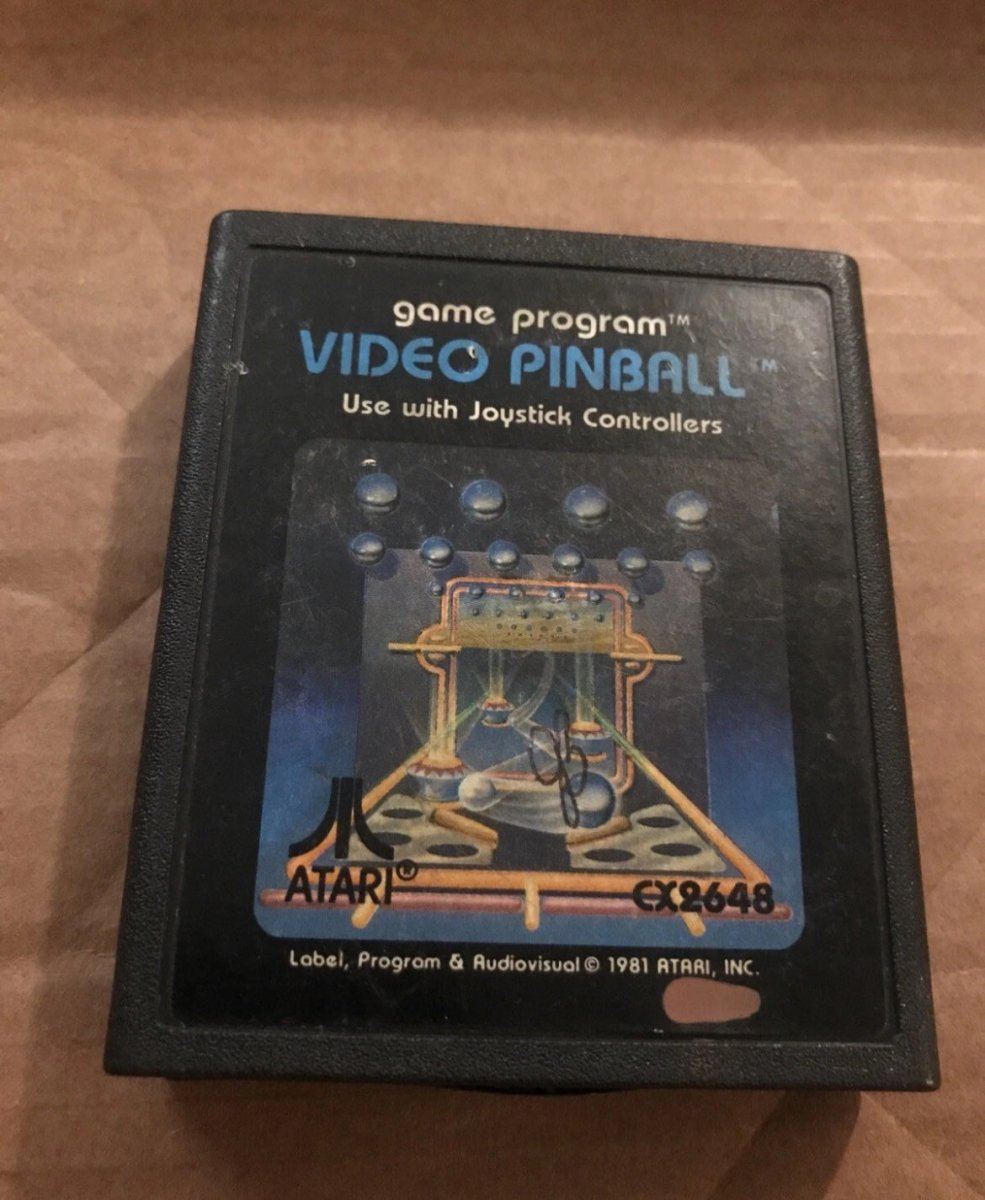 game program™
VIDEO PINBALL™
Use with Joystick Controllers
ATARI®
CX2648
Label, Program & Audiovisual © 1981 ATARI, INC.